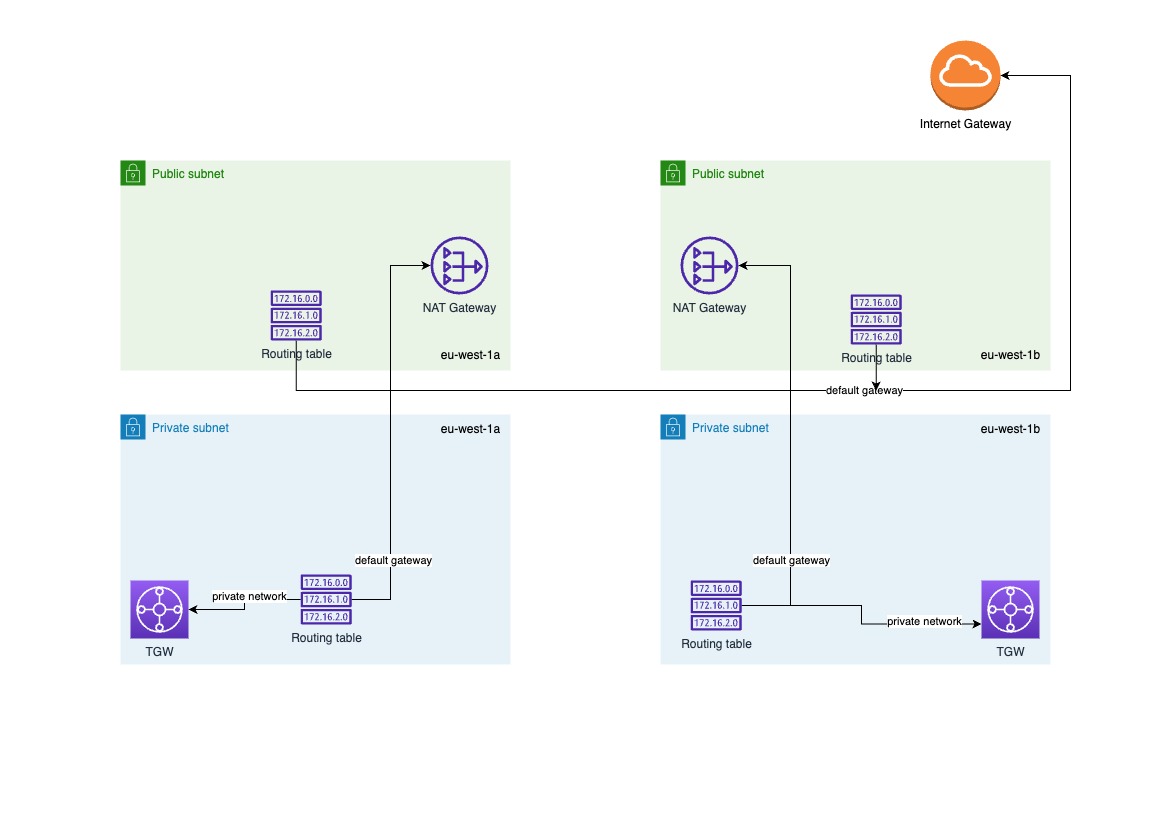 Internet Gateway
Public subnet
NAT Gateway
172.16.0.0
172.16.1.0
172.16.2.0
Routing table
eu-west-1a
Public subnet
NAT Gateway
172.16.0.0
172.16.1.0
172.16.2.0
Routing table
eu-west-1b
default gateway
Private subnet
eu-west-1a
default gateway
private network
172.16.0.0
172.16.1.0
172.16.2.0
Routing table
TGW
Private subnet
eu-west-1b
default gateway
172.16.0.0
172.16.1.0
172.16.2.0
Routing table
private network
TGW